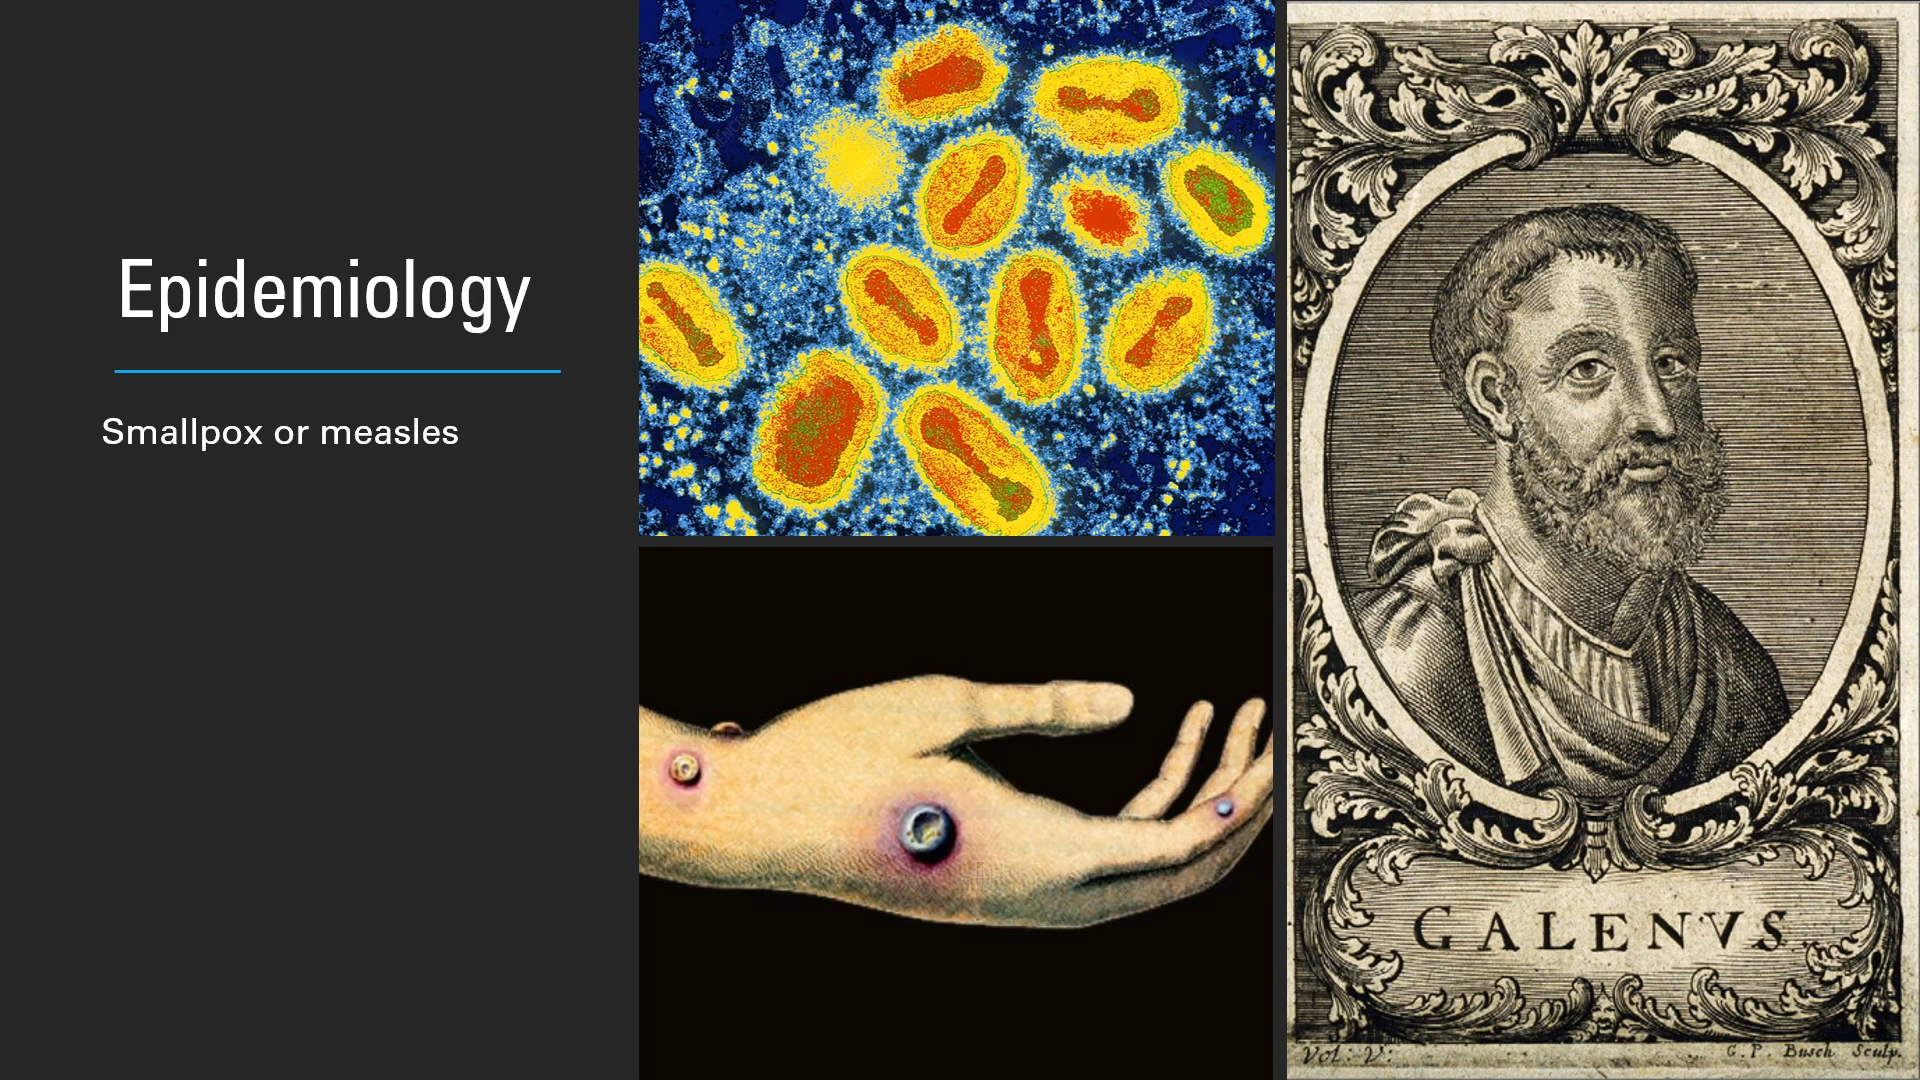 Epidemiology
Smallpox or measles
GALENVS
Vol: V:
G. P. Busch Sculp.